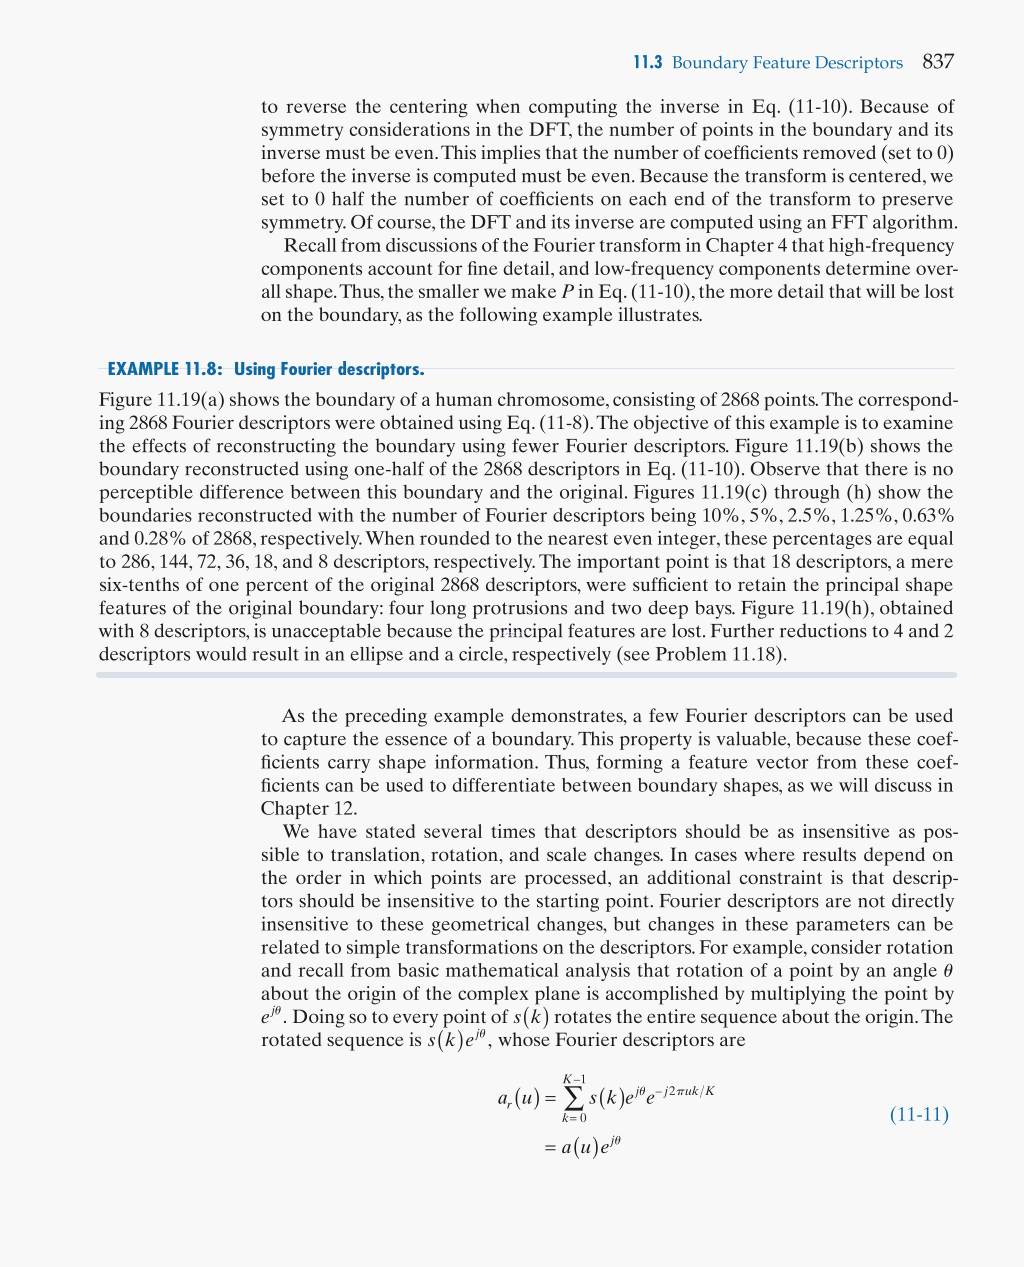 11.3 Boundary Feature Descriptors 837
to reverse the centering when computing the inverse in Eq. (11-10). Because of
symmetry considerations in the DFT, the number of points in the boundary and its
inverse must be even. This implies that the number of coefficients removed (set to 0)
before the inverse is computed must be even. Because the transform is centered, we
set to 0 half the number of coefficients on each end of the transform to preserve
symmetry. Of course, the DFT and its inverse are computed using an FFT algorithm.
Recall from discussions of the Fourier transform in Chapter 4 that high-frequency
components account for fine detail, and low-frequency components determine over-
all shape. Thus, the smaller we make P in Eq. (11-10), the more detail that will be lost
on the boundary, as the following example illustrates.
EXAMPLE 11.8: Using Fourier descriptors.
Figure 11.19(a) shows the boundary of a human chromosome, consisting of 2868 points. The correspond-
ing 2868 Fourier descriptors were obtained using Eq. (11-8). The objective of this example is to examine
the effects of reconstructing the boundary using fewer Fourier descriptors. Figure 11.19(b) shows the
boundary reconstructed using one-half of the 2868 descriptors in Eq. (11-10). Observe that there is no
perceptible difference between this boundary and the original. Figures 11.19(c) through (h) show the
boundaries reconstructed with the number of Fourier descriptors being 10%, 5%, 2.5%, 1.25%, 0.63%
and 0.28% of 2868, respectively. When rounded to the nearest even integer, these percentages are equal
to 286, 144, 72, 36, 18, and 8 descriptors, respectively. The important point is that 18 descriptors, a mere
six-tenths of one percent of the original 2868 descriptors, were sufficient to retain the principal shape
features of the original boundary: four long protrusions and two deep bays. Figure 11.19(h), obtained
with 8 descriptors, is unacceptable because the principal features are lost. Further reductions to 4 and 2
descriptors would result in an ellipse and a circle, respectively (see Problem 11.18).
As the preceding example demonstrates, a few Fourier descriptors can be used
to capture the essence of a boundary. This property is valuable, because these coef-
ficients carry shape information. Thus, forming a feature vector from these coef-
ficients can be used to differentiate between boundary shapes, as we will discuss in
Chapter 12.
We have stated several times that descriptors should be as insensitive as pos-
sible to translation, rotation, and scale changes. In cases where results depend on
the order in which points are processed, an additional constraint is that descrip-
tors should be insensitive to the starting point. Fourier descriptors are not directly
insensitive to these geometrical changes, but changes in these parameters can be
related to simple transformations on the descriptors. For example, consider rotation
and recall from basic mathematical analysis that rotation of a point by an angle θ
about the origin of the complex plane is accomplished by multiplying the point by
e^{jθ}. Doing so to every point of s(k) rotates the entire sequence about the origin. The
rotated sequence is s(k)e^{jθ}, whose Fourier descriptors are
a_r(u) = ∑_{k=0}^{K−1} s(k)e^{jθ}e^{−j2πuk/K}
(11-11)
= a(u)e^{jθ}